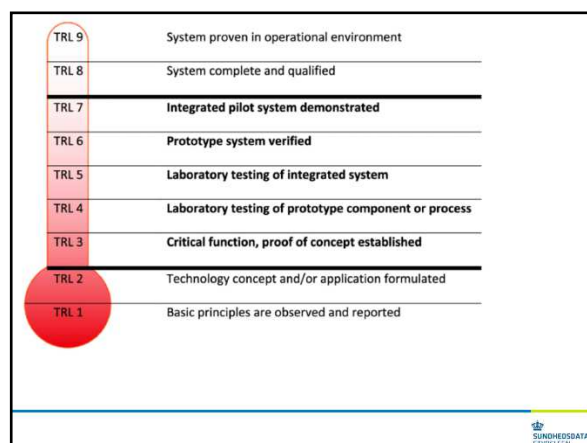 TRL 9 System proven in operational environment
TRL 8 System complete and qualified
TRL 7 Integrated pilot system demonstrated
TRL 6 Prototype system verified
TRL 5 Laboratory testing of integrated system
TRL 4 Laboratory testing of prototype component or process
TRL 3 Critical function, proof of concept established
TRL 2 Technology concept and/or application formulated
TRL 1 Basic principles are observed and reported
SUNDHEDSDATA